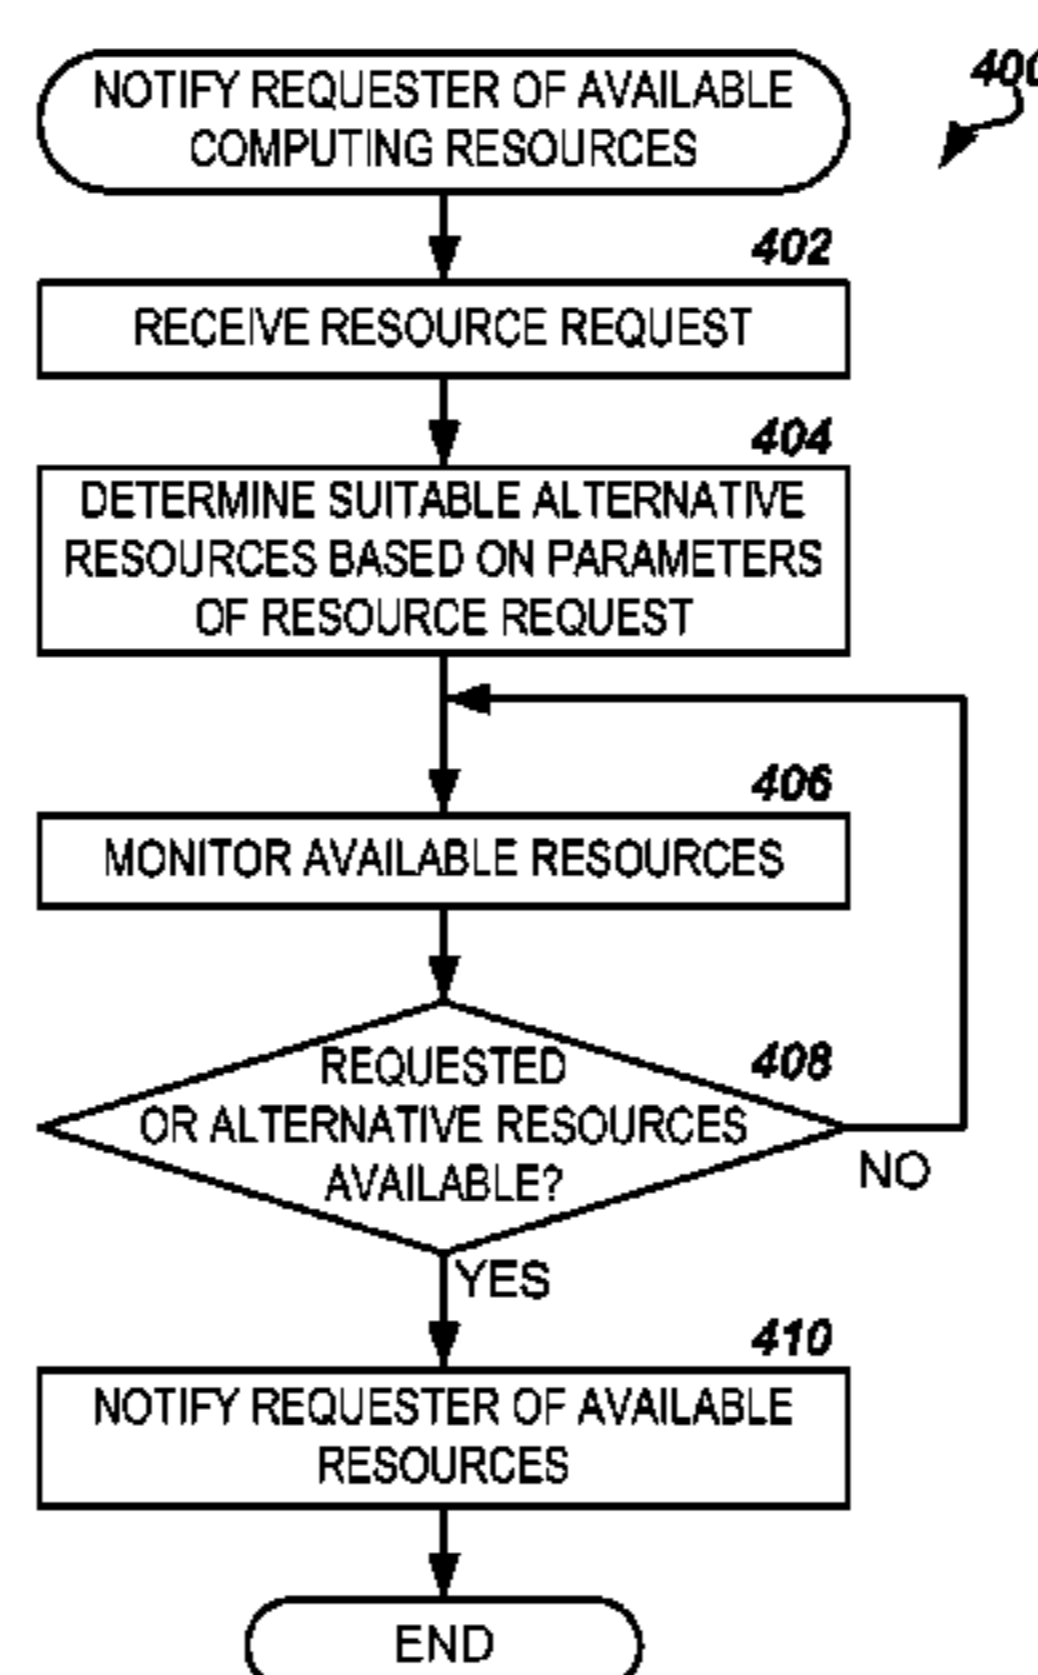 NOTIFY REQUESTER OF AVAILABLE
COMPUTING RESOURCES
400
402
RECEIVE RESOURCE REQUEST
404
DETERMINE SUITABLE ALTERNATIVE
RESOURCES BASED ON PARAMETERS
OF RESOURCE REQUEST
406
MONITOR AVAILABLE RESOURCES
408
REQUESTED
OR ALTERNATIVE RESOURCES
AVAILABLE?
NO
YES
410
NOTIFY REQUESTER OF AVAILABLE
RESOURCES
END